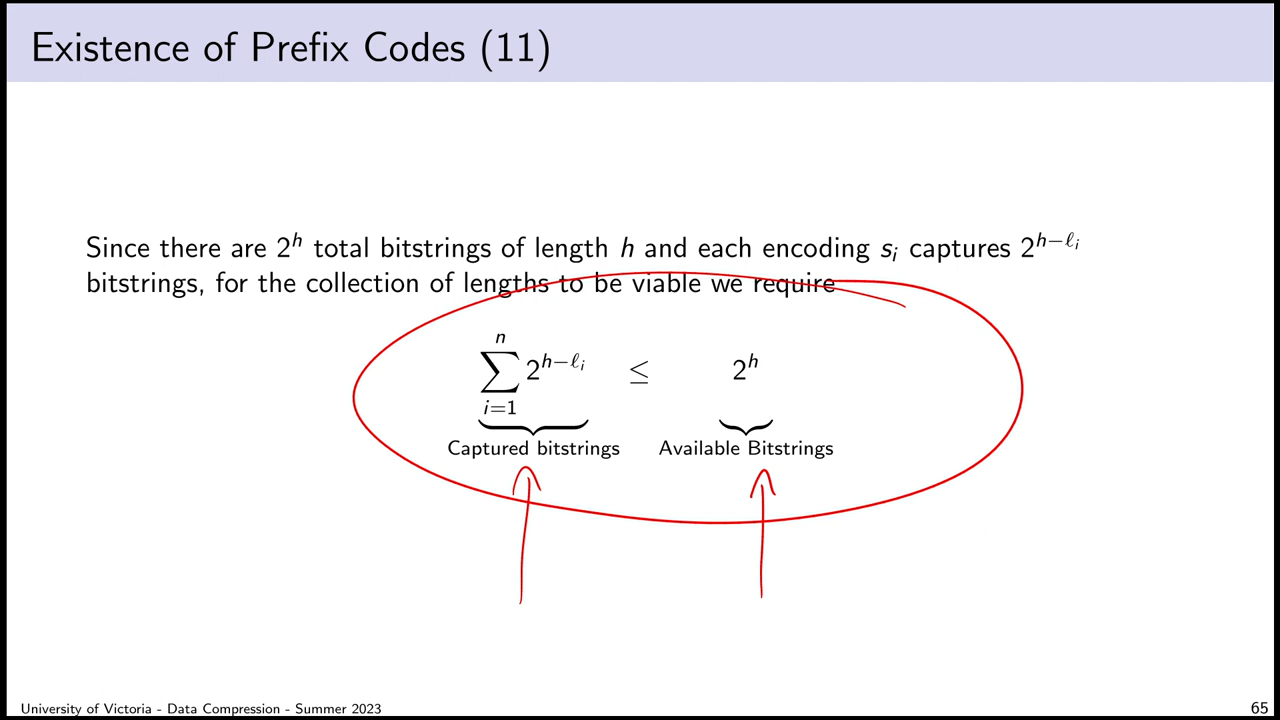 Existence of Prefix Codes (11)
Since there are 2^h total bitstrings of length h and each encoding s_i captures 2^{h−ℓ_i}
bitstrings, for the collection of lengths to be viable we require
∑_{i=1}^{n} 2^{h−ℓ_i} ≤ 2^h
Captured bitstrings Available Bitstrings
University of Victoria - Data Compression - Summer 2023 65